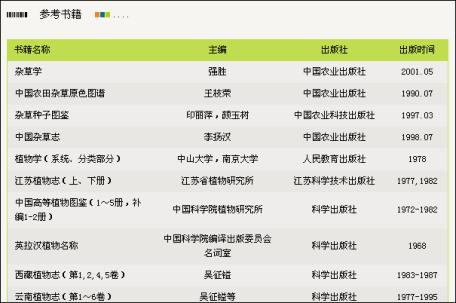 参考书籍 ....
书籍名称 主编 出版社 出版时间
杂草学 强胜 中国农业出版社 2001.05
中国农田杂草原色图谱 王枝荣 中国农业出版社 1990.07
杂草种子图鉴 印丽萍，颜玉树 中国农业科技出版社 1997.03
中国杂草志 李扬汉 中国农业出版社 1998.07
植物学（系统、分类部分） 中山大学，南京大学 人民教育出版社 1978
江苏植物志（上、下册） 江苏省植物研究所 江苏科学技术出版社 1977,1982
中国高等植物图鉴（1～5册，补
编1-2册） 中国科学院植物研究所 科学出版社 1972-1982
英拉汉植物名称 中国科学院编译出版委员会
名词室 科学出版社 1968
西藏植物志（第1,2,4,5卷） 吴征镒 科学出版社 1983-1987
云南植物志（第1～6卷） 吴征镒等 科学出版社 1977-1995